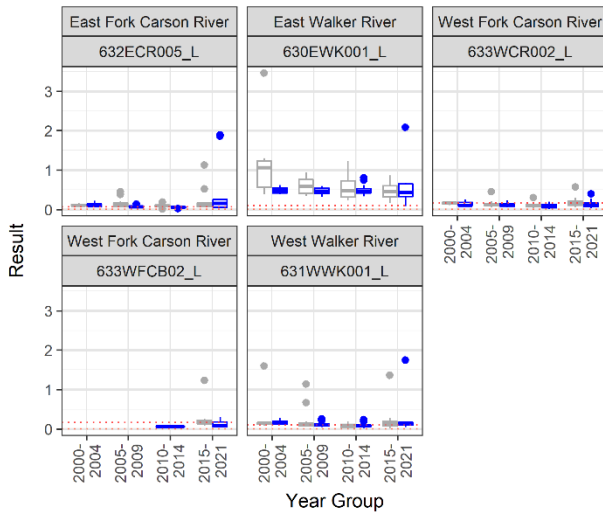 East Fork Carson River
East Walker River
West Fork Carson River
632ECR005_L
630EWK001_L
633WCR002_L
3
2
1
0
2000-
2004
2005-
2009
2010-
2014
2015-
2021
West Fork Carson River
West Walker River
633WFCB02_L
631WWK001_L
3
2
1
0
2000-
2004
2005-
2009
2010-
2014
2015-
2021
2000-
2004
2005-
2009
2010-
2014
2015-
2021
Result
Year Group